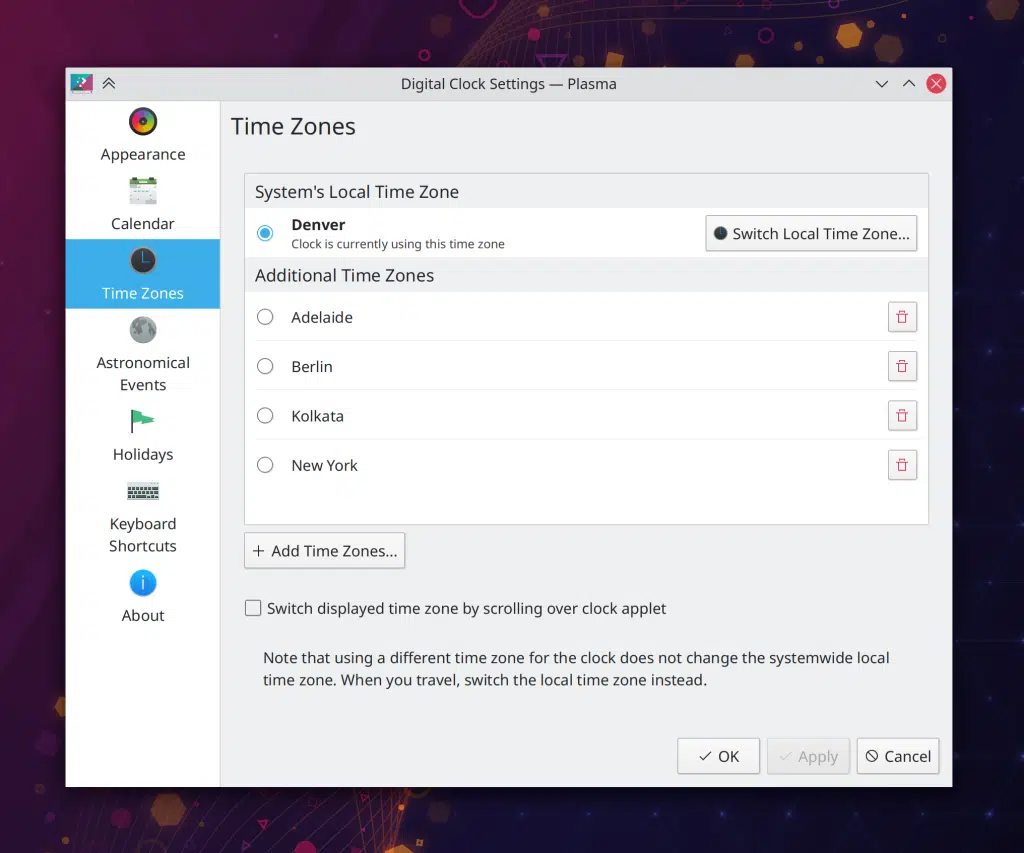 Digital Clock Settings — Plasma
Appearance
Calendar
Time Zones
Astronomical
Events
Holidays
Keyboard
Shortcuts
About
Time Zones
System's Local Time Zone
Denver
Clock is currently using this time zone
Switch Local Time Zone...
Additional Time Zones
Adelaide
Berlin
Kolkata
New York
+ Add Time Zones...
Switch displayed time zone by scrolling over clock applet
Note that using a different time zone for the clock does not change the systemwide local
time zone. When you travel, switch the local time zone instead.
OK
Apply
Cancel